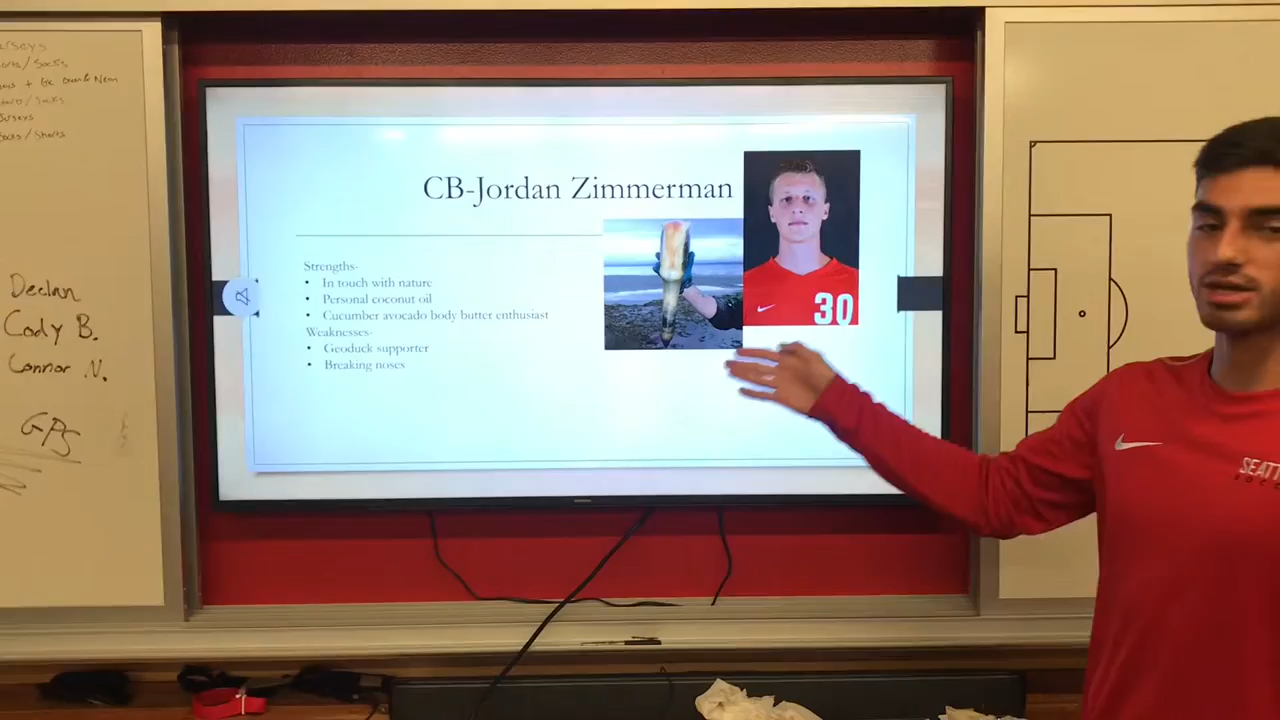 CB-Jordan Zimmerman
Strengths-
• In touch with nature
• Personal coconut oil
• Cucumber avocado body butter enthusiast
Weaknesses-
• Geoduck supporter
• Breaking noses
30
Declan
Cody B.
Connor N.
GPS